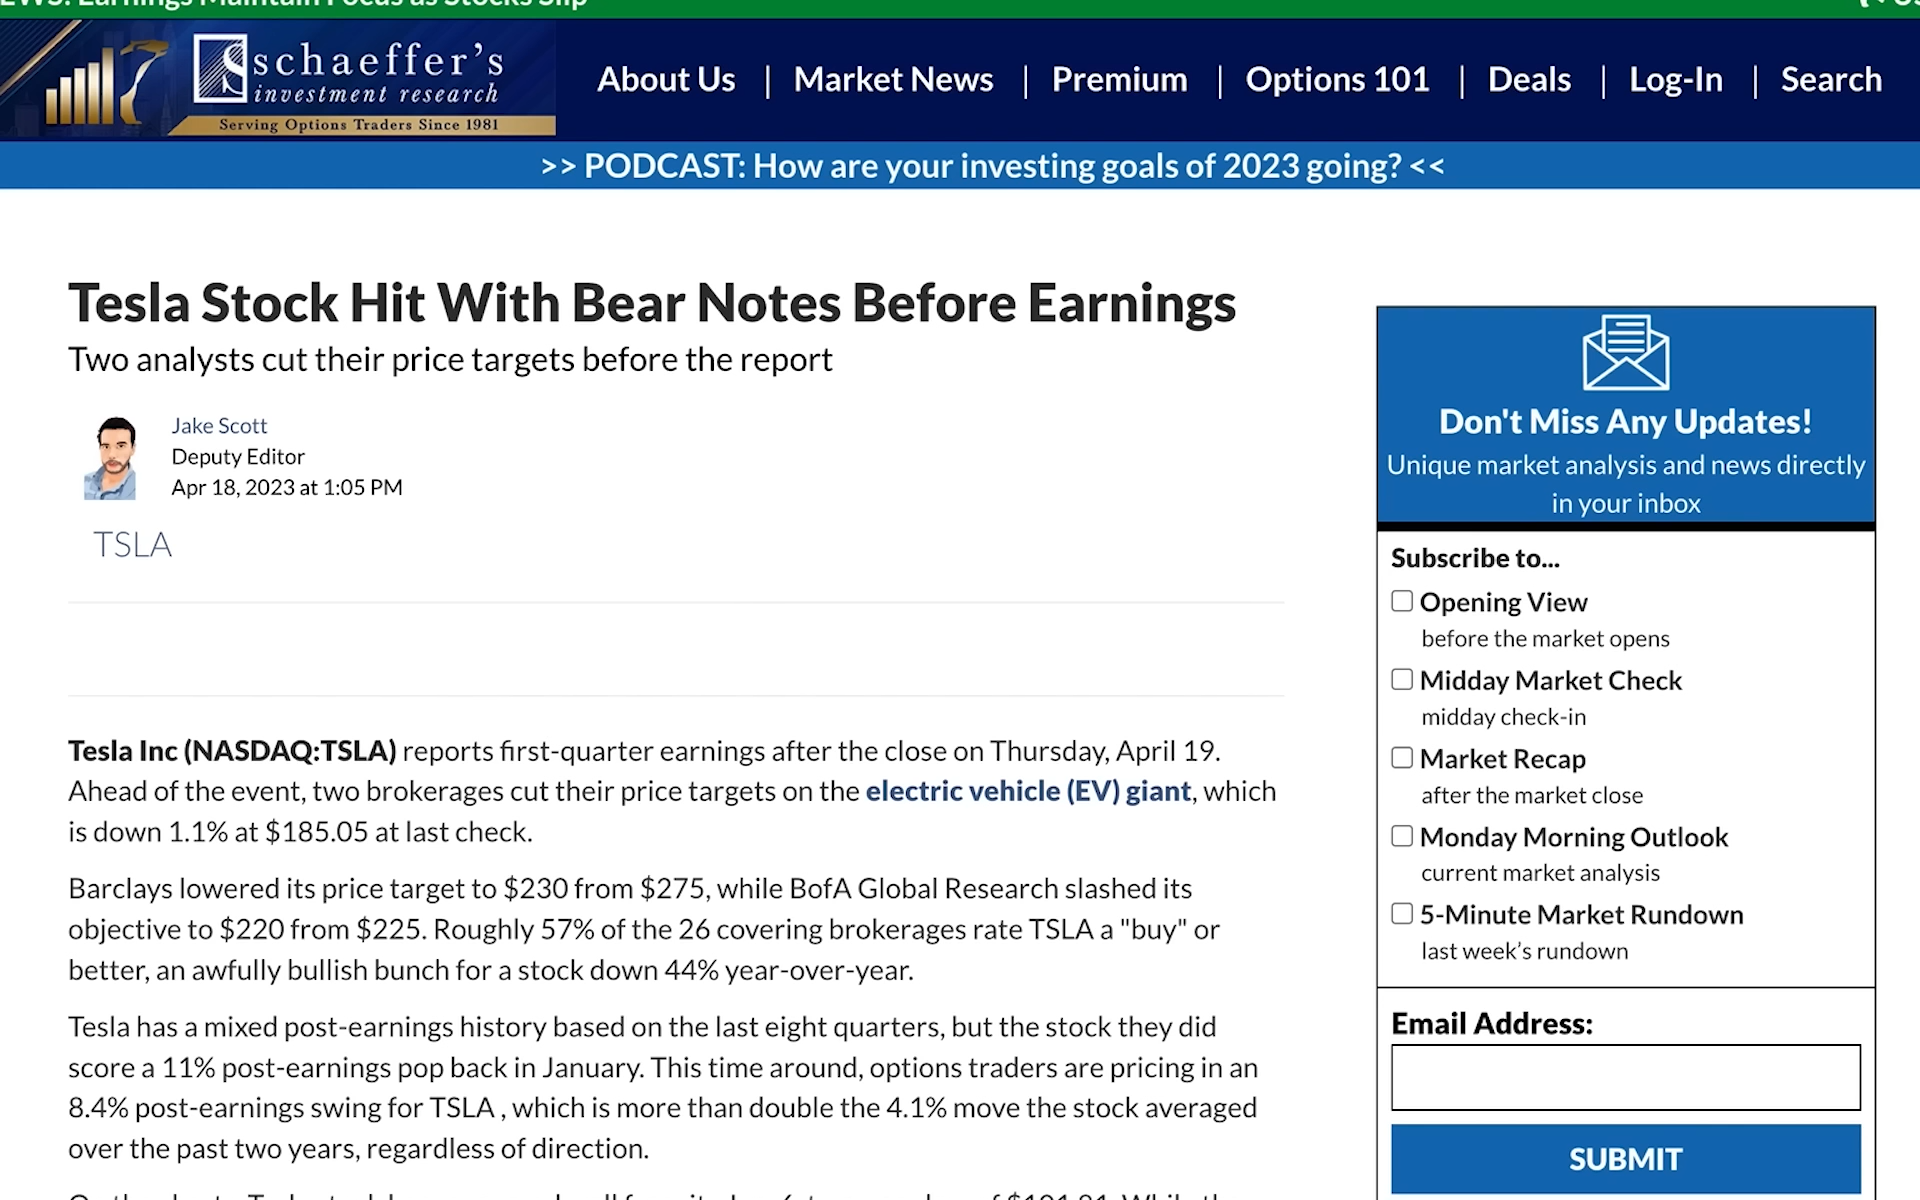 Earnings Maintain Focus as Stocks Slip
schaeffer's
investment research
Serving Options Traders Since 1981
About Us | Market News | Premium | Options 101 | Deals | Log-In | Search
>> PODCAST: How are your investing goals of 2023 going? <<
Tesla Stock Hit With Bear Notes Before Earnings
Two analysts cut their price targets before the report
Jake Scott
Deputy Editor
Apr 18, 2023 at 1:05 PM
TSLA
Tesla Inc (NASDAQ:TSLA) reports first-quarter earnings after the close on Thursday, April 19.
Ahead of the event, two brokerages cut their price targets on the electric vehicle (EV) giant, which
is down 1.1% at $185.05 at last check.
Barclays lowered its price target to $230 from $275, while BofA Global Research slashed its
objective to $220 from $225. Roughly 57% of the 26 covering brokerages rate TSLA a "buy" or
better, an awfully bullish bunch for a stock down 44% year-over-year.
Tesla has a mixed post-earnings history based on the last eight quarters, but the stock they did
score a 11% post-earnings pop back in January. This time around, options traders are pricing in an
8.4% post-earnings swing for TSLA , which is more than double the 4.1% move the stock averaged
over the past two years, regardless of direction.
Don't Miss Any Updates!
Unique market analysis and news directly
in your inbox
Subscribe to...
Opening View
before the market opens
Midday Market Check
midday check-in
Market Recap
after the market close
Monday Morning Outlook
current market analysis
5-Minute Market Rundown
last week's rundown
Email Address:
SUBMIT